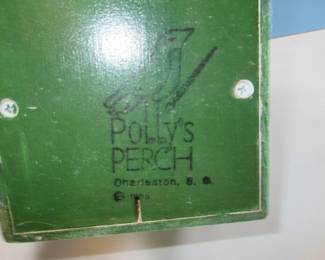 Polly's
PERCH
Charleston, S. C.
©